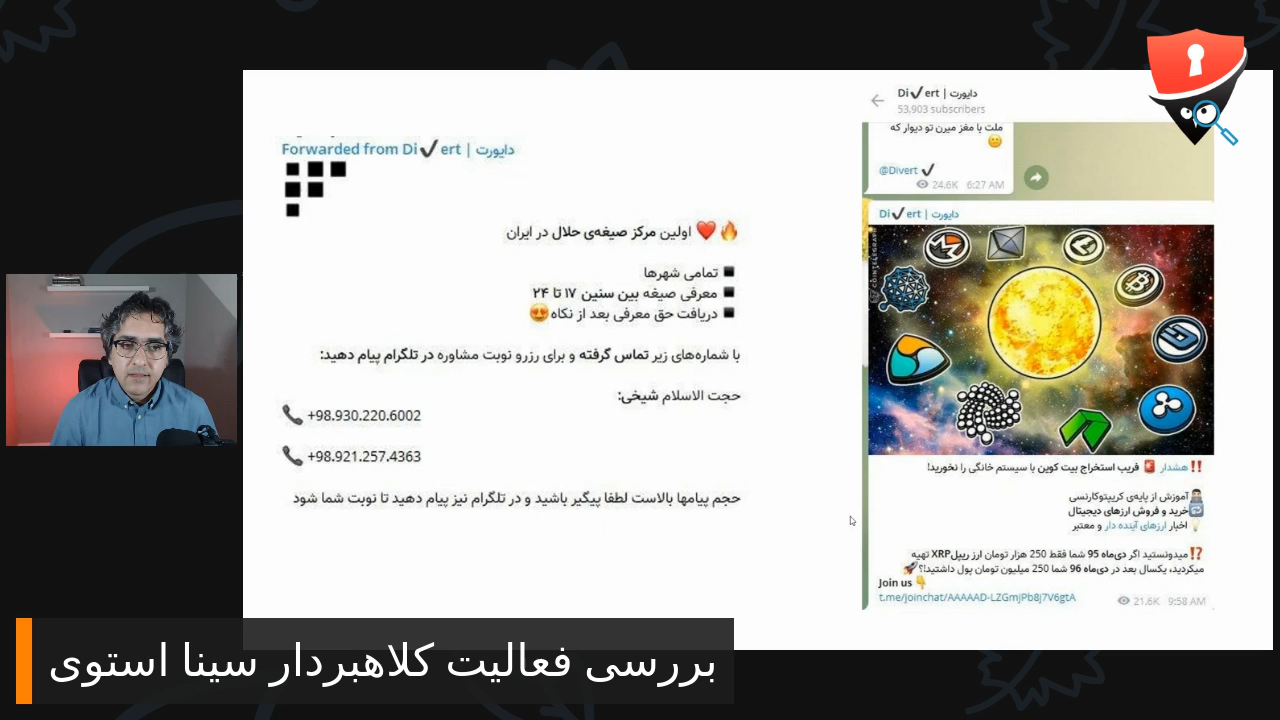 Forwarded from Di✔ert | دایورت
🔥❤️ اولین مرکز صیغه‌ی حلال در ایران
◾ تمامی شهرها
◾ معرفی صیغه بین سنین ۱۷ تا ۲۴
◾ دریافت حق معرفی بعد از نکاه😍
با شماره‌های زیر تماس گرفته و برای رزرو نوبت مشاوره در تلگرام پیام دهید:
حجت الاسلام شیخی:
📞 +98.930.220.6002
📞 +98.921.257.4363
حجم پیامها بالاست لطفا پیگیر باشید و در تلگرام نیز پیام دهید تا نوبت شما شود
Di✔ert | دایورت
53,903 subscribers
ملت با مغز میرن تو دیوار که
@Divert ✔
24.6K 6:27 AM
Di✔ert | دایورت
COINTELEGRAPH
‼️ هشدار 🚨 فریب استخراج بیت کوین با سیستم خانگی را نخورید!
آموزش از پایه‌ی کریپتوکارنسی
خرید و فروش ارزهای دیجیتال
اخبار ارزهای آینده دار و معتبر
⁉️ میدونستید اگر دی‌ماه 95 شما فقط 250 هزار تومان ارز ریپلXRP تهیه
میکردید، یکسال بعد در دی‌ماه 96 شما 250 میلیون تومان پول داشتید؟!🚀
Join us 👇
t.me/joinchat/AAAAAD-LZGmjPb8j7V6gtA
21.6K 9:58 AM
بررسی فعالیت کلاهبردار سینا استوی